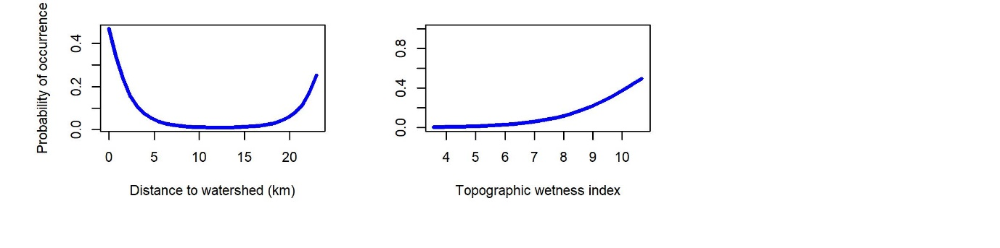 Probability of occurrence
0.4
0.2
0.0
0 5 10 15 20
Distance to watershed (km)
0.8
0.4
0.0
4 5 6 7 8 9 10
Topographic wetness index